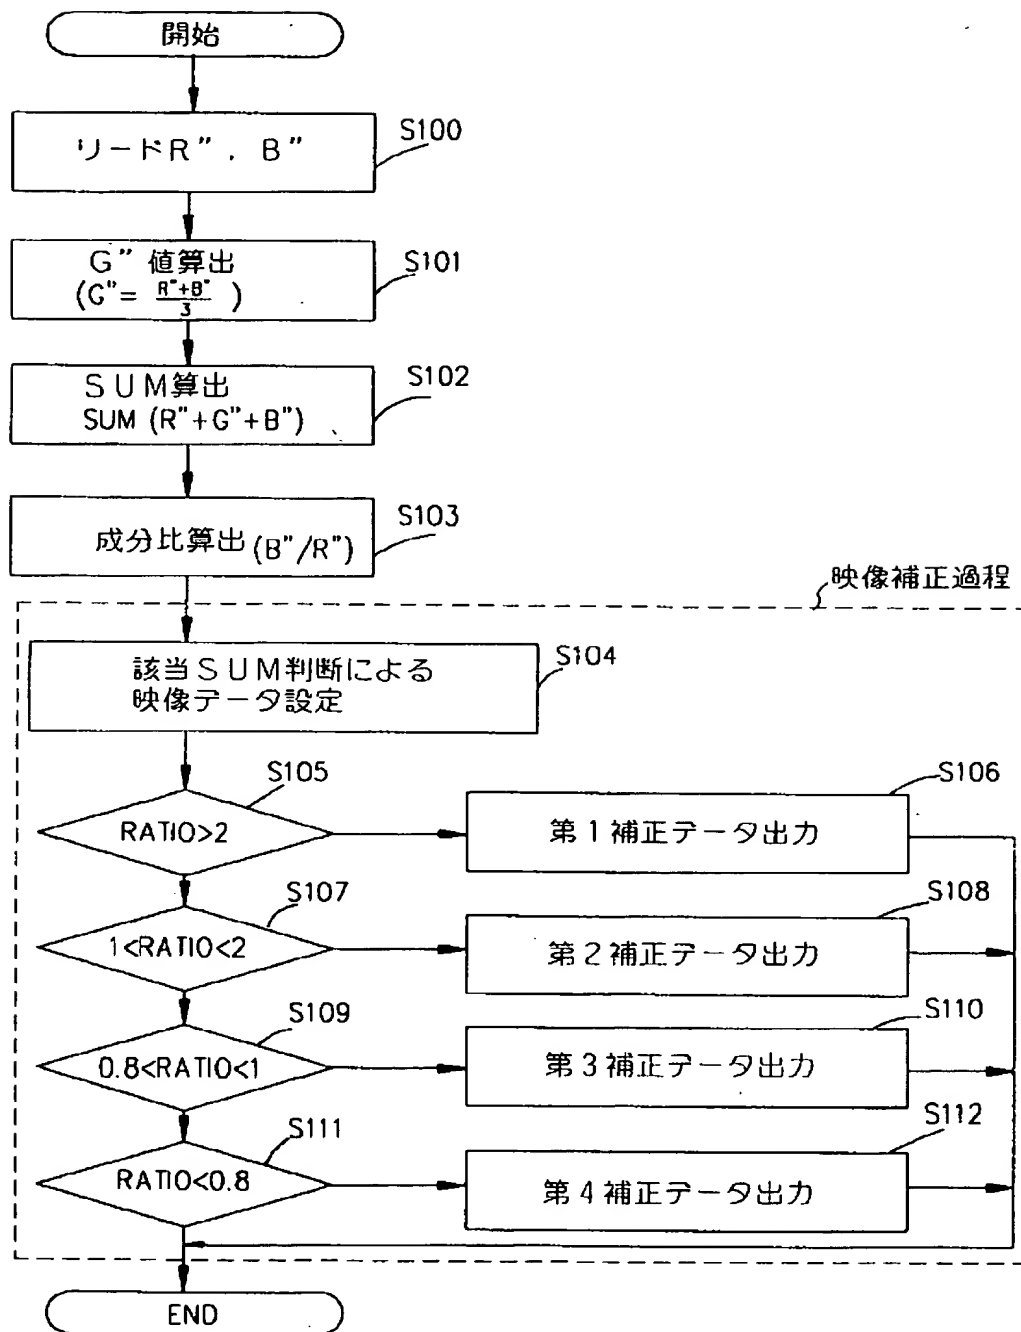 開始
リードR"，B"
S100
G"値算出
(G"= R"+B"/3 )
S101
SUM算出
SUM (R"+G"+B")
S102
成分比算出(B"/R")
S103
映像補正過程
該当SUM判断による
映像データ設定
S104
RATIO>2
S105
第1補正データ出力
S106
1<RATIO<2
S107
第2補正データ出力
S108
0.8<RATIO<1
S109
第3補正データ出力
S110
RATIO<0.8
S111
第4補正データ出力
S112
END